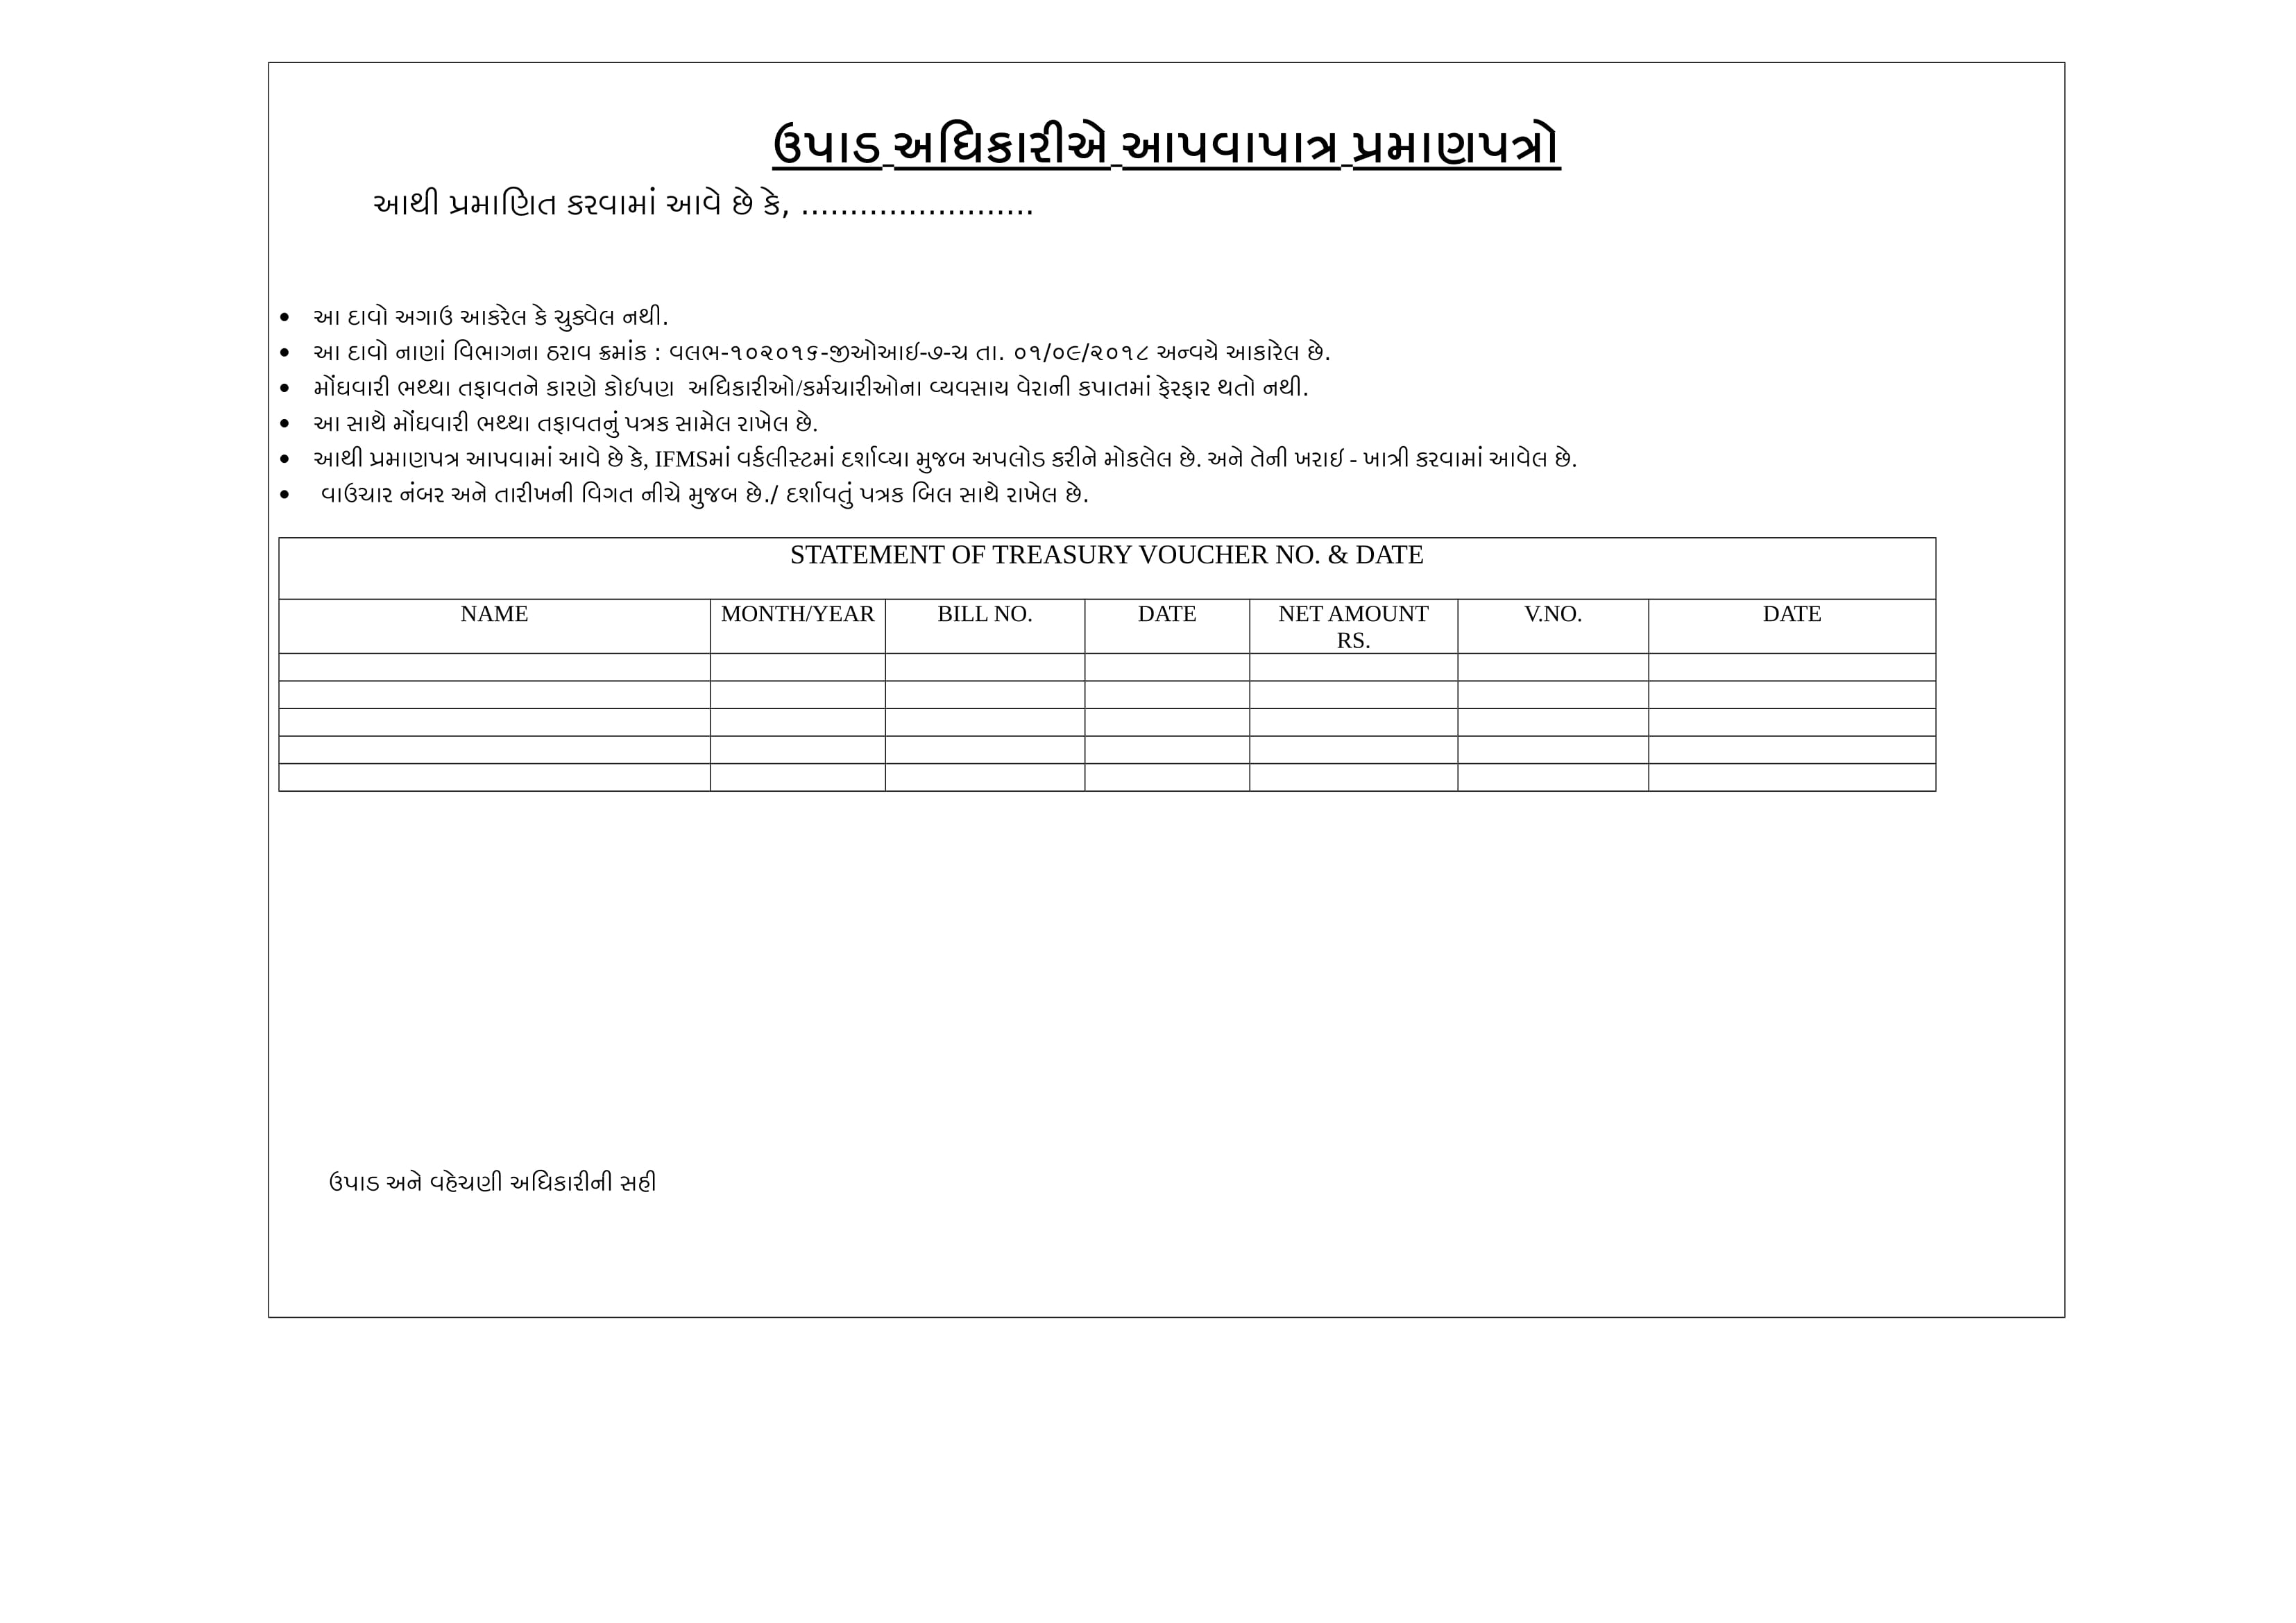 ઉપાડ અધિકારીએ આપવાપાત્ર પ્રમાણપત્રો
આથી પ્રમાણિત કરવામાં આવે છે કે, ........................
• આ દાવો અગાઉ આકરેલ કે ચુક્વેલ નથી.
• આ દાવો નાણાં વિભાગના ઠરાવ ક્રમાંક : વલભ-૧૦૨૦૧૬-જીઓઆઈ-૭-ચ તા. ૦૧/૦૯/૨૦૧૮ અન્વયે આકારેલ છે.
• મોંઘવારી ભથ્થા તફાવતને કારણે કોઈપણ  અધિકારીઓ/કર્મચારીઓના વ્યવસાય વેરાની કપાતમાં ફેરફાર થતો નથી.
• આ સાથે મોંઘવારી ભથ્થા તફાવતનું પત્રક સામેલ રાખેલ છે.
• આથી પ્રમાણપત્ર આપવામાં આવે છે કે, IFMSમાં વર્કલીસ્ટમાં દર્શાવ્યા મુજબ અપલોડ કરીને મોકલેલ છે. અને તેની ખરાઈ - ખાત્રી કરવામાં આવેલ છે.
• વાઉચાર નંબર અને તારીખની વિગત નીચે મુજબ છે./ દર્શાવતું પત્રક બિલ સાથે રાખેલ છે.
STATEMENT OF TREASURY VOUCHER NO. & DATE
NAME MONTH/YEAR BILL NO. DATE NET AMOUNT V.NO. DATE
RS.
ઉપાડ અને વહેચણી અધિકારીની સહી